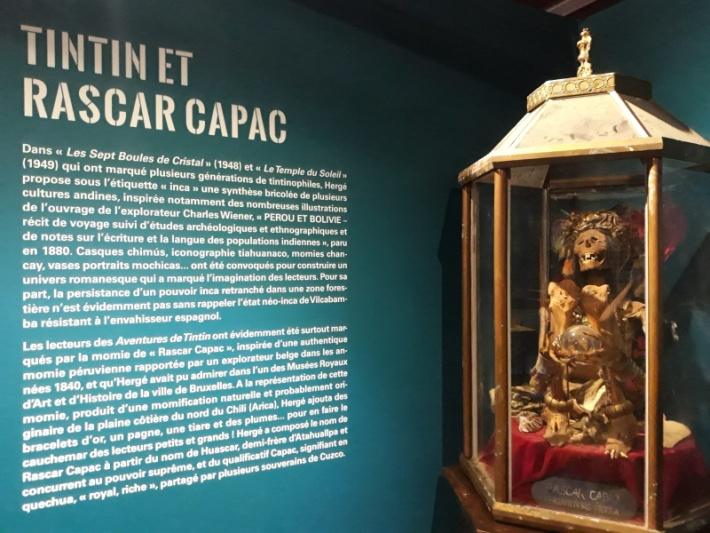 TINTIN ET
RASCAR CAPAC
Dans « Les Sept Boules de Cristal » (1948) et « Le Temple du Soleil »
(1949) qui ont marqué plusieurs générations de tintinophiles, Hergé
propose sous l'étiquette « inca » une synthèse bricolée de plusieurs
cultures andines, inspirée notamment des nombreuses illustrations
de l'ouvrage de l'explorateur Charles Wiener, « PEROU ET BOLIVIE –
récit de voyage suivi d'études archéologiques et ethnographiques et
de notes sur l'écriture et la langue des populations indiennes », paru
en 1880. Casques chimús, iconographie tiahuanaco, momies chan-
cay, vases portraits mochicas... ont été convoqués pour construire un
univers romanesque qui a marqué l'imagination des lecteurs. Pour sa
part, la persistance d'un pouvoir inca retranché dans une zone fores-
tière n'est évidemment pas sans rappeler l'état néo-inca de Vilcabam-
ba résistant à l'envahisseur espagnol.
Les lecteurs des Aventures de Tintin ont évidemment été surtout mar-
qués par la momie de « Rascar Capac », inspirée d'une authentique
momie péruvienne rapportée par un explorateur belge dans les an-
nées 1840, et qu'Hergé avait pu admirer dans l'un des Musées Royaux
d'Art et d'Histoire de la ville de Bruxelles. A la représentation de cette
momie, produit d'une momification naturelle et probablement ori-
ginaire de la plaine côtière du nord du Chili (Arica), Hergé ajouta des
bracelets d'or, un pagne, une tiare et des plumes... pour en faire le
cauchemar des lecteurs petits et grands ! Hergé a composé le nom de
Rascar Capac à partir du nom de Huascar, demi-frère d'Atahuallpa et
concurrent au pouvoir suprême, et du qualificatif Capac, signifiant en
quechua, « royal, riche », partagé par plusieurs souverains de Cuzco.
RASCAR CAPAC